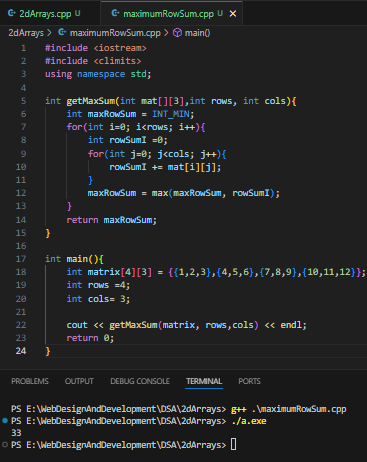 2dArrays.cpp U maximumRowSum.cpp U ×
2dArrays > maximumRowSum.cpp > main()
1 #include <iostream>
2 #include <climits>
3 using namespace std;
4
5 int getMaxSum(int mat[][3],int rows, int cols){
6 int maxRowSum = INT_MIN;
7 for(int i=0; i<rows; i++){
8 int rowSumI =0;
9 for(int j=0; j<cols; j++){
10 rowSumI += mat[i][j];
11 }
12 maxRowSum = max(maxRowSum, rowSumI);
13 }
14 return maxRowSum;
15 }
16
17 int main(){
18 int matrix[4][3] = {{1,2,3},{4,5,6},{7,8,9},{10,11,12}};
19 int rows =4;
20 int cols= 3;
21
22 cout << getMaxSum(matrix, rows,cols) << endl;
23 return 0;
24 }
PROBLEMS OUTPUT DEBUG CONSOLE TERMINAL PORTS
PS E:\WebDesignAndDevelopment\DSA\2dArrays> g++ .\maximumRowSum.cpp
PS E:\WebDesignAndDevelopment\DSA\2dArrays> ./a.exe
33
PS E:\WebDesignAndDevelopment\DSA\2dArrays>